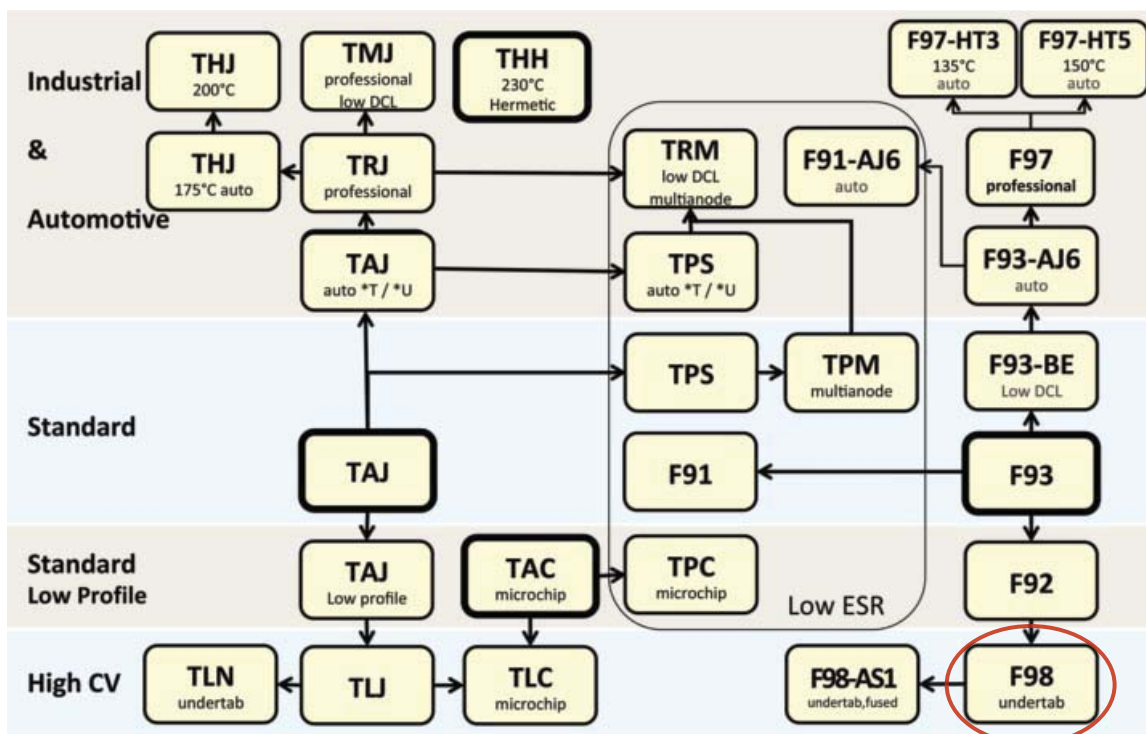 Industrial
&
Automotive
THJ
200°C
TMJ
professional
low DCL
THH
230°C
Hermetic
F97-HT3
135°C
auto
F97-HT5
150°C
auto
THJ
175°C auto
TRJ
professional
TRM
low DCL
multianode
F91-AJ6
auto
F97
professional
TAJ
auto *T / *U
TPS
auto *T / *U
F93-AJ6
auto
Standard
TPS
TPM
multianode
F93-BE
Low DCL
TAJ
F91
F93
Standard
Low Profile
TAJ
Low profile
TAC
microchip
TPC
microchip
Low ESR
F92
High CV
TLN
undertab
TLJ
TLC
microchip
F98-AS1
undertab,fused
F98
undertab